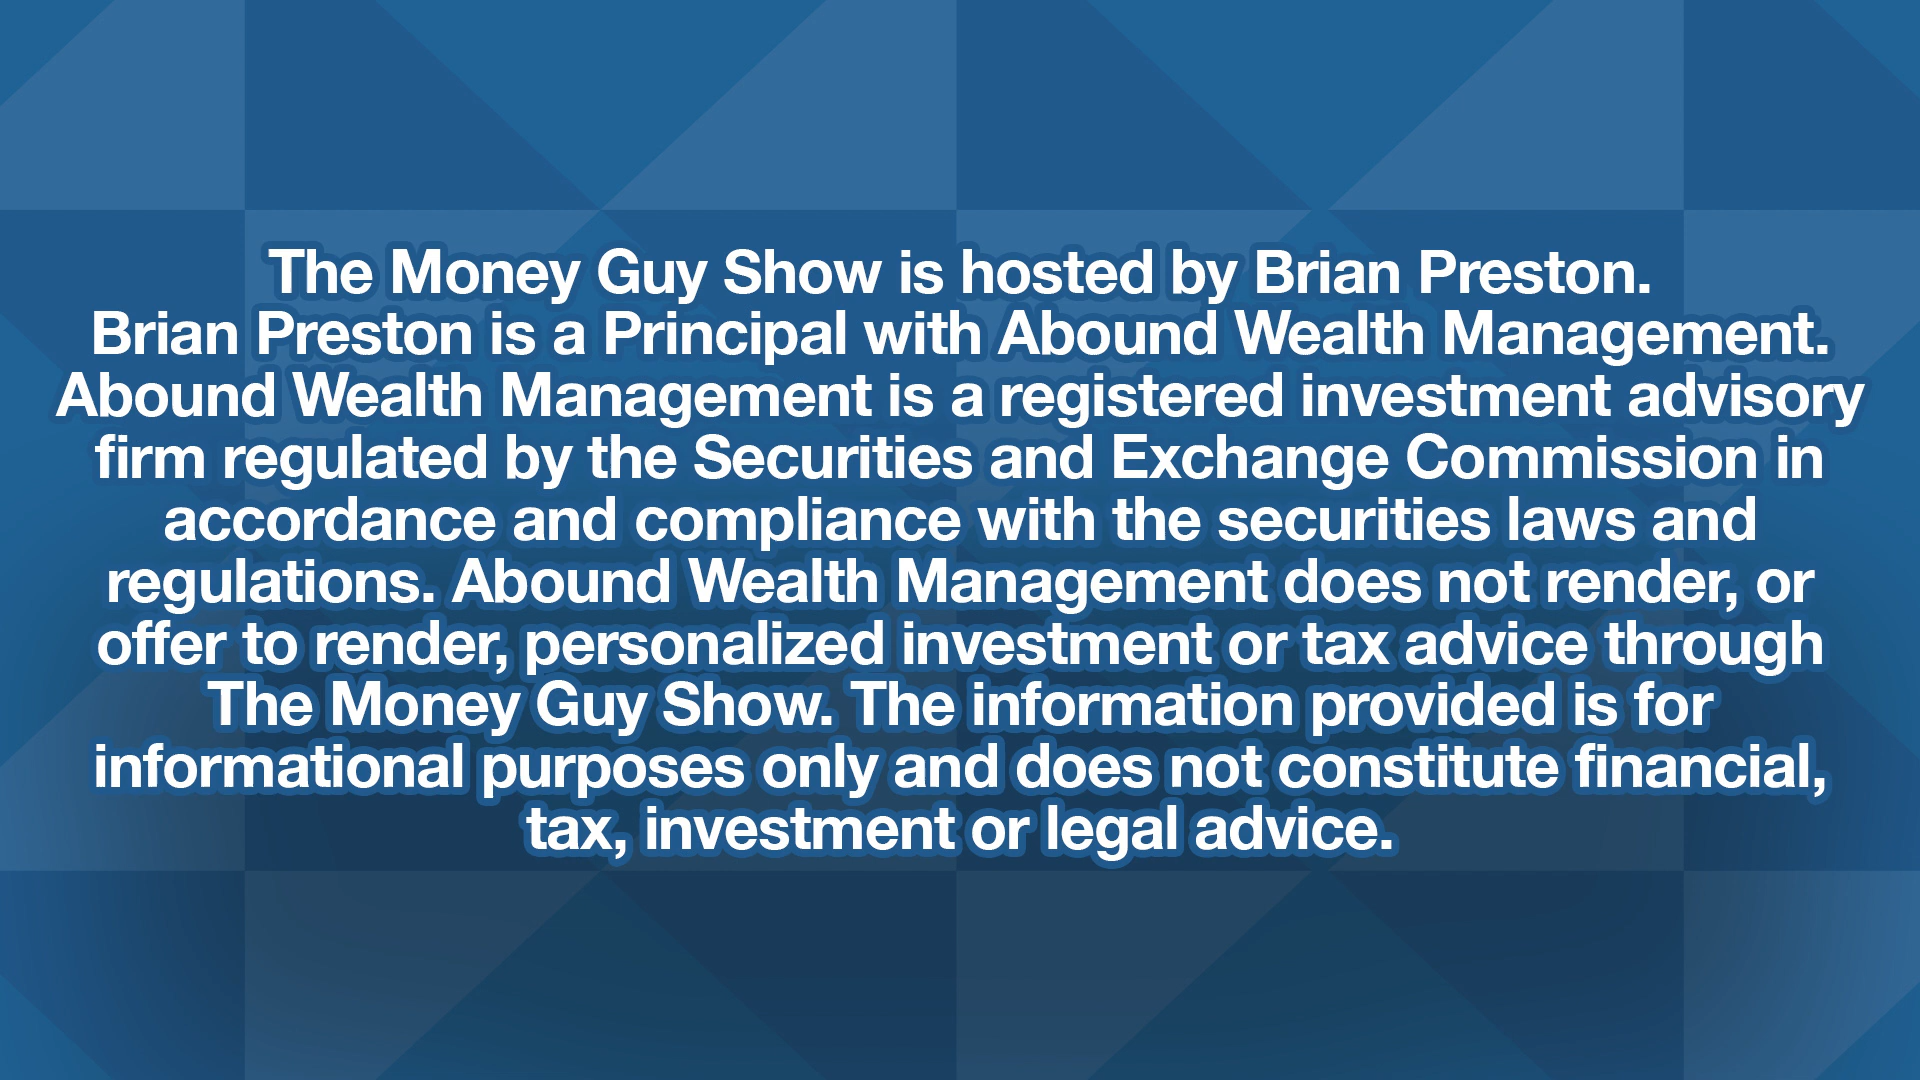 The Money Guy Show is hosted by Brian Preston.
Brian Preston is a Principal with Abound Wealth Management.
Abound Wealth Management is a registered investment advisory
firm regulated by the Securities and Exchange Commission in
accordance and compliance with the securities laws and
regulations. Abound Wealth Management does not render, or
offer to render, personalized investment or tax advice through
The Money Guy Show. The information provided is for
informational purposes only and does not constitute financial,
tax, investment or legal advice.